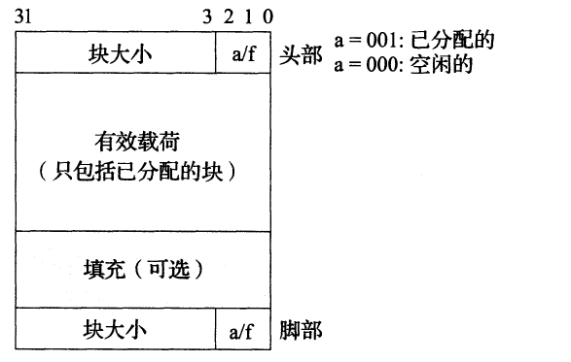 31 3 2 1 0
块大小 a/f 头部 a = 001: 已分配的
a = 000: 空闲的
有效载荷
（只包括已分配的块）
填充（可选）
块大小 a/f 脚部